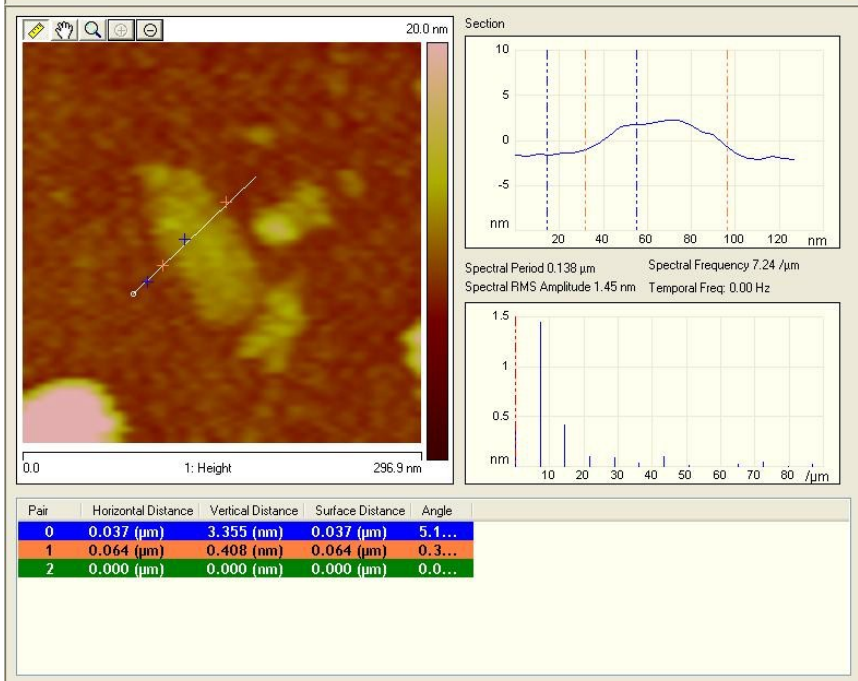 20.0 nm
0.0
1: Height
296.9 nm
Section
10
5
0
-5
nm
20 40 60 80 100 120 nm
Spectral Period 0.138 µm
Spectral Frequency 7.24 /µm
Spectral RMS Amplitude 1.45 nm
Temporal Freq: 0.00 Hz
1.5
1
0.5
nm
10 20 30 40 50 60 70 80 /µm
Pair Horizontal Distance Vertical Distance Surface Distance Angle
0 0.037 (µm) 3.355 (nm) 0.037 (µm) 5.1...
1 0.064 (µm) 0.408 (nm) 0.064 (µm) 0.3...
2 0.000 (µm) 0.000 (nm) 0.000 (µm) 0.0...